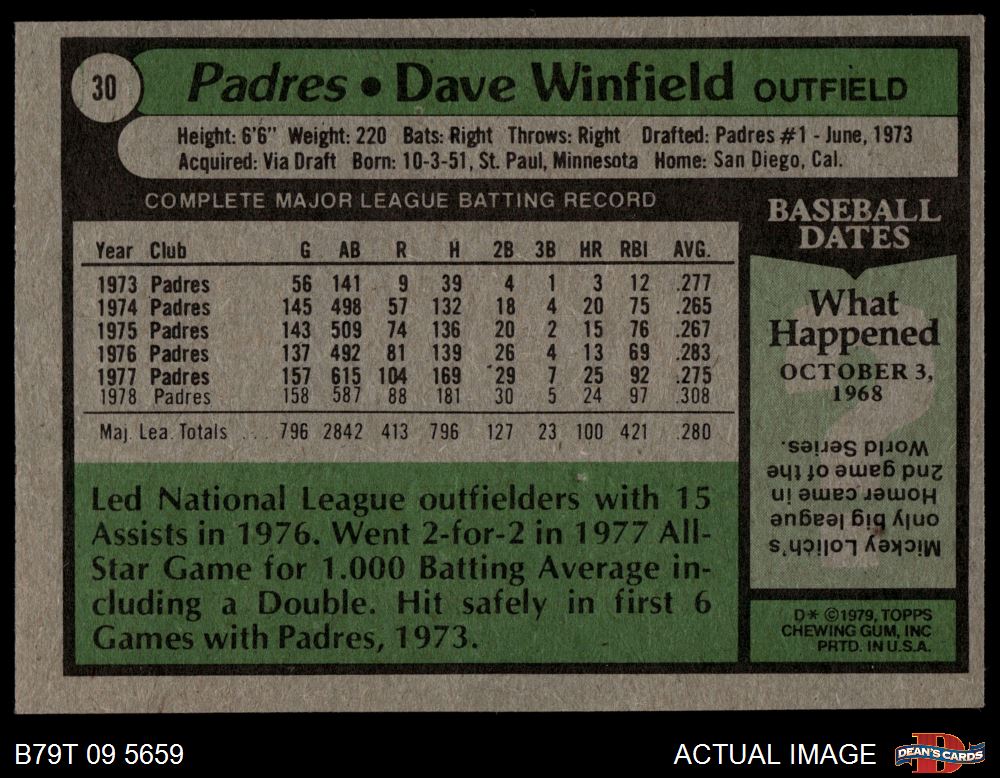 30
Padres • Dave Winfield OUTFIELD
Height: 6'6" Weight: 220 Bats: Right Throws: Right Drafted: Padres #1 - June, 1973
Acquired: Via Draft Born: 10-3-51, St. Paul, Minnesota Home: San Diego, Cal.
COMPLETE MAJOR LEAGUE BATTING RECORD
Year Club G AB R H 2B 3B HR RBI AVG.
1973 Padres 56 141 9 39 4 1 3 12 .277
1974 Padres 145 498 57 132 18 4 20 75 .265
1975 Padres 143 509 74 136 20 2 15 76 .267
1976 Padres 137 492 81 139 26 4 13 69 .283
1977 Padres 157 615 104 169 29 7 25 92 .275
1978 Padres 158 587 88 181 30 5 24 97 .308
Maj. Lea. Totals ... 796 2842 413 796 127 23 100 421 .280
Led National League outfielders with 15
Assists in 1976. Went 2-for-2 in 1977 All-
Star Game for 1.000 Batting Average in-
cluding a Double. Hit safely in first 6
Games with Padres, 1973.
BASEBALL
DATES
What
Happened
OCTOBER 3,
1968
?
Mickey Lolich's
only big league
Homer came in
2nd game of the
World Series.
D* ©1979, TOPPS
CHEWING GUM, INC
PRTD. IN U.S.A.
B79T 09 5659
ACTUAL IMAGE
D
DEAN'S CARDS